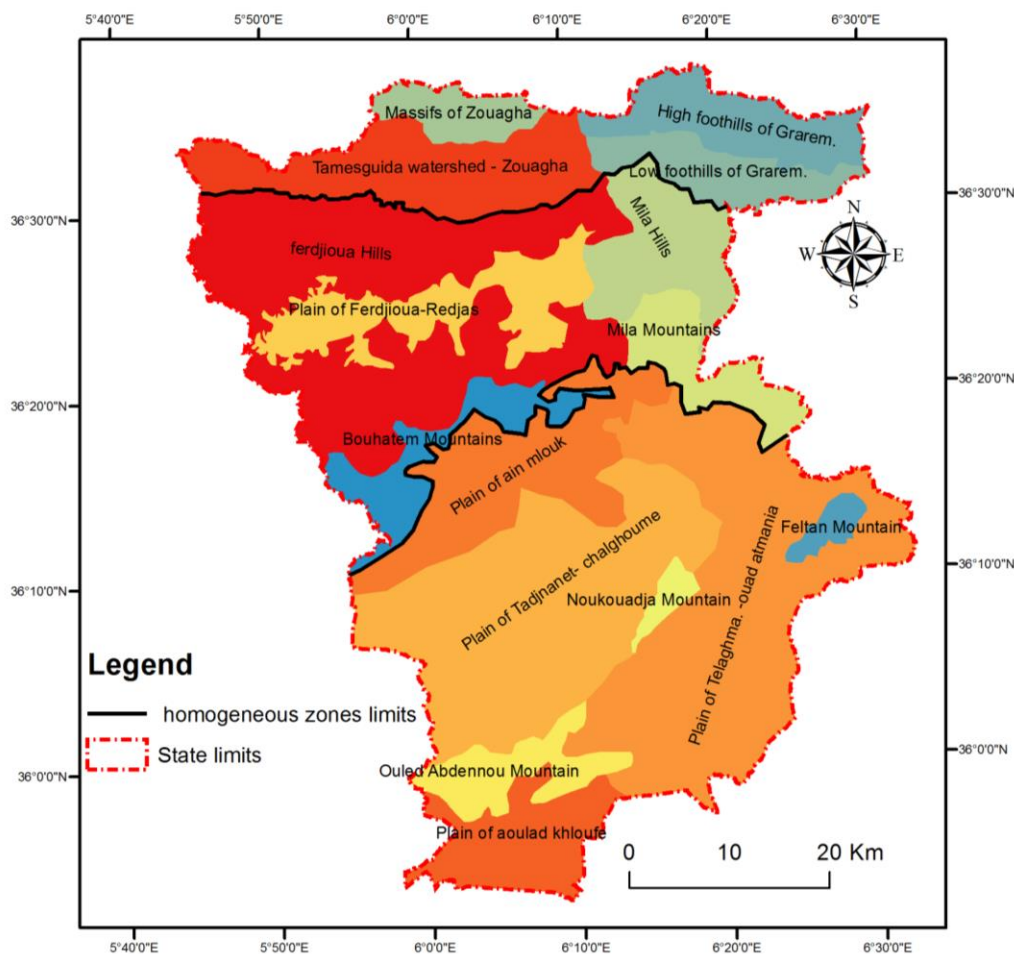 5°40'0"E 5°50'0"E 6°0'0"E 6°10'0"E 6°20'0"E 6°30'0"E
Massifs of Zouagha
High foothills of Grarem.
Tamesguida watershed - Zouagha
Low foothills of Grarem.
36°30'0"N
36°30'0"N
Mila Hills
N
W E
S
ferdjioua Hills
Plain of Ferdjioua-Redjas
Mila Mountains
36°20'0"N
36°20'0"N
Bouhatem Mountains
Plain of ain mlouk
Feltan Mountain
Plain of Tadjnanet- chalghoume
Plain of Telaghma. -ouad atmania
36°10'0"N
36°10'0"N
Noukouadja Mountain
Legend
homogeneous zones limits
State limits
36°0'0"N
36°0'0"N
Ouled Abdennou Mountain
Plain of aoulad khloufe
0 10 20 Km
5°40'0"E 5°50'0"E 6°0'0"E 6°10'0"E 6°20'0"E 6°30'0"E